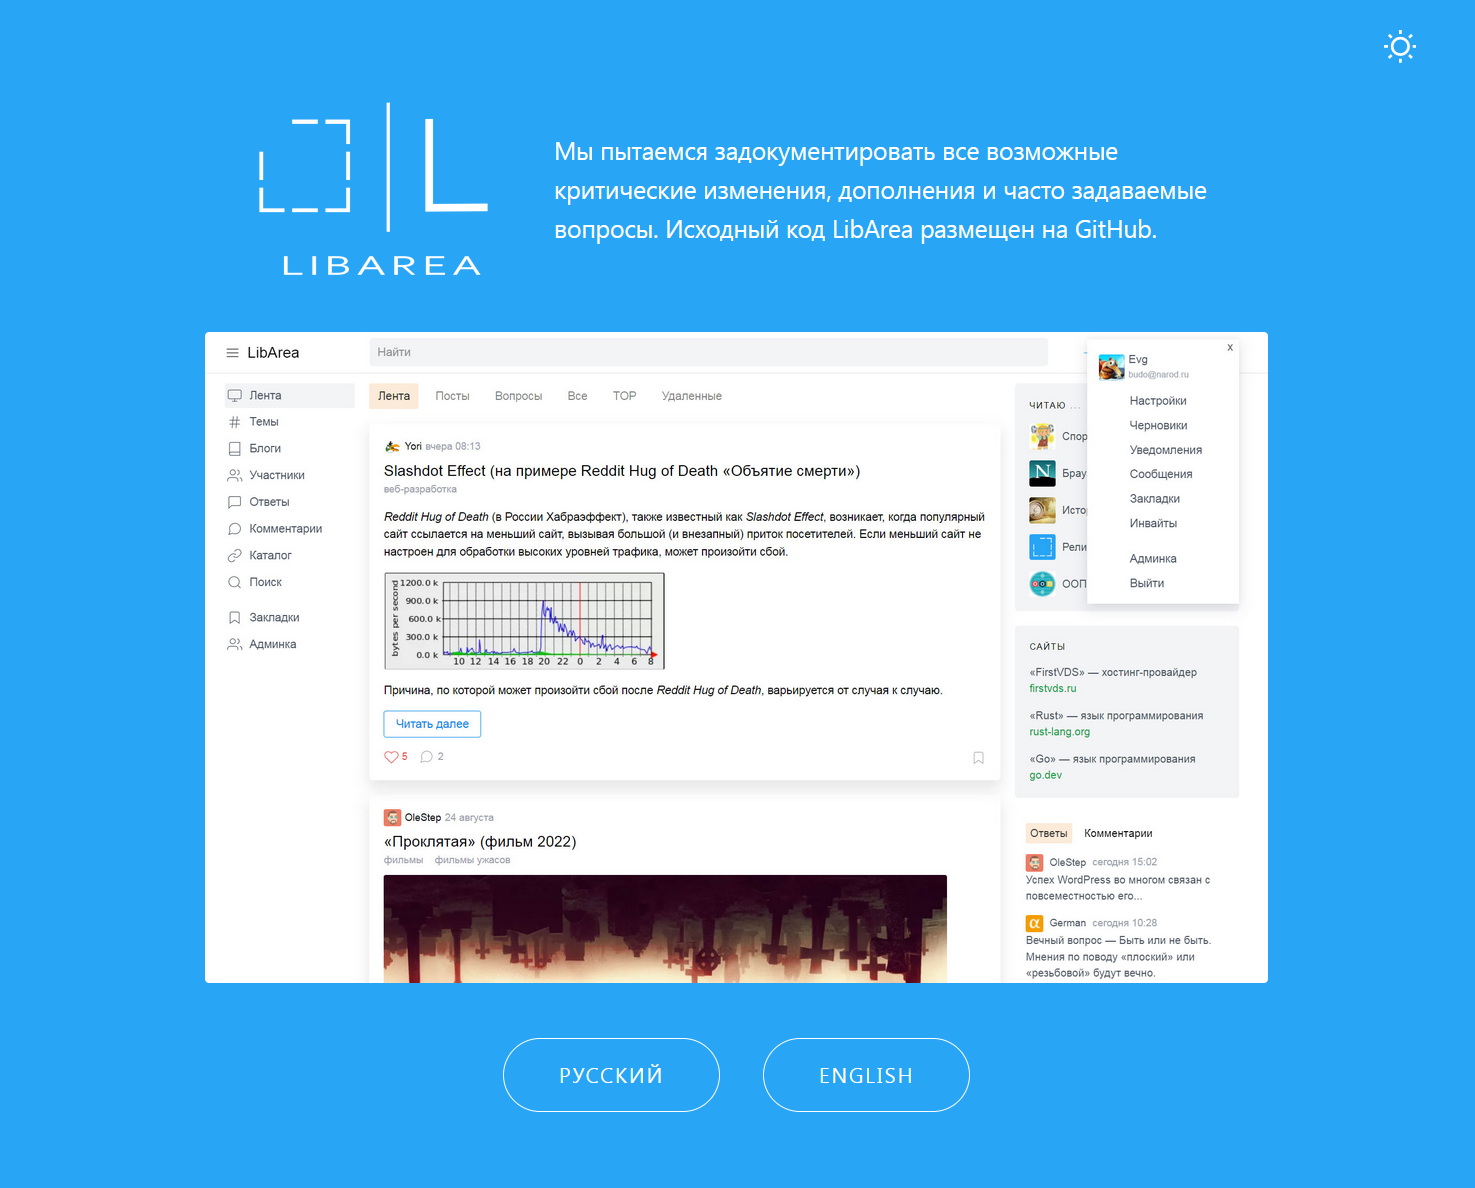 L
LIBAREA
Мы пытаемся задокументировать все возможные
критические изменения, дополнения и часто задаваемые
вопросы. Исходный код LibArea размещен на GitHub.
LibArea
Найти
Лента
Темы
Блоги
Участники
Ответы
Комментарии
Каталог
Поиск
Закладки
Админка
Лента Посты Вопросы Все TOP Удаленные
Yori вчера 08:13
Slashdot Effect (на примере Reddit Hug of Death «Объятие смерти»)
веб-разработка
Reddit Hug of Death (в России Хабраэффект), также известный как Slashdot Effect, возникает, когда популярный
сайт ссылается на меньший сайт, вызывая большой (и внезапный) приток посетителей. Если меньший сайт не
настроен для обработки высоких уровней трафика, может произойти сбой.
bytes per second
1200.0 k
900.0 k
600.0 k
300.0 k
0.0 k
10 12 14 16 18 20 22 0 2 4 6 8
Причина, по которой может произойти сбой после Reddit Hug of Death, варьируется от случая к случаю.
Читать далее
5 2
OleStep 24 августа
«Проклятая» (фильм 2022)
фильмы фильмы ужасов
x
Evg
budo@narod.ru
Настройки
Черновики
Уведомления
Сообщения
Закладки
Инвайты
Админка
Выйти
ЧИТАЮ ...
Спор
N Брау
Исто
Рели
ООП
САЙТЫ
«FirstVDS» — хостинг-провайдер
firstvds.ru
«Rust» — язык программирования
rust-lang.org
«Go» — язык программирования
go.dev
Ответы Комментарии
OleStep сегодня 15:02
Успех WordPress во многом связан с
повсеместностью его...
α German сегодня 10:28
Вечный вопрос — Быть или не быть.
Мнения по поводу «плоский» или
«резьбовой» будут вечно.
РУССКИЙ ENGLISH